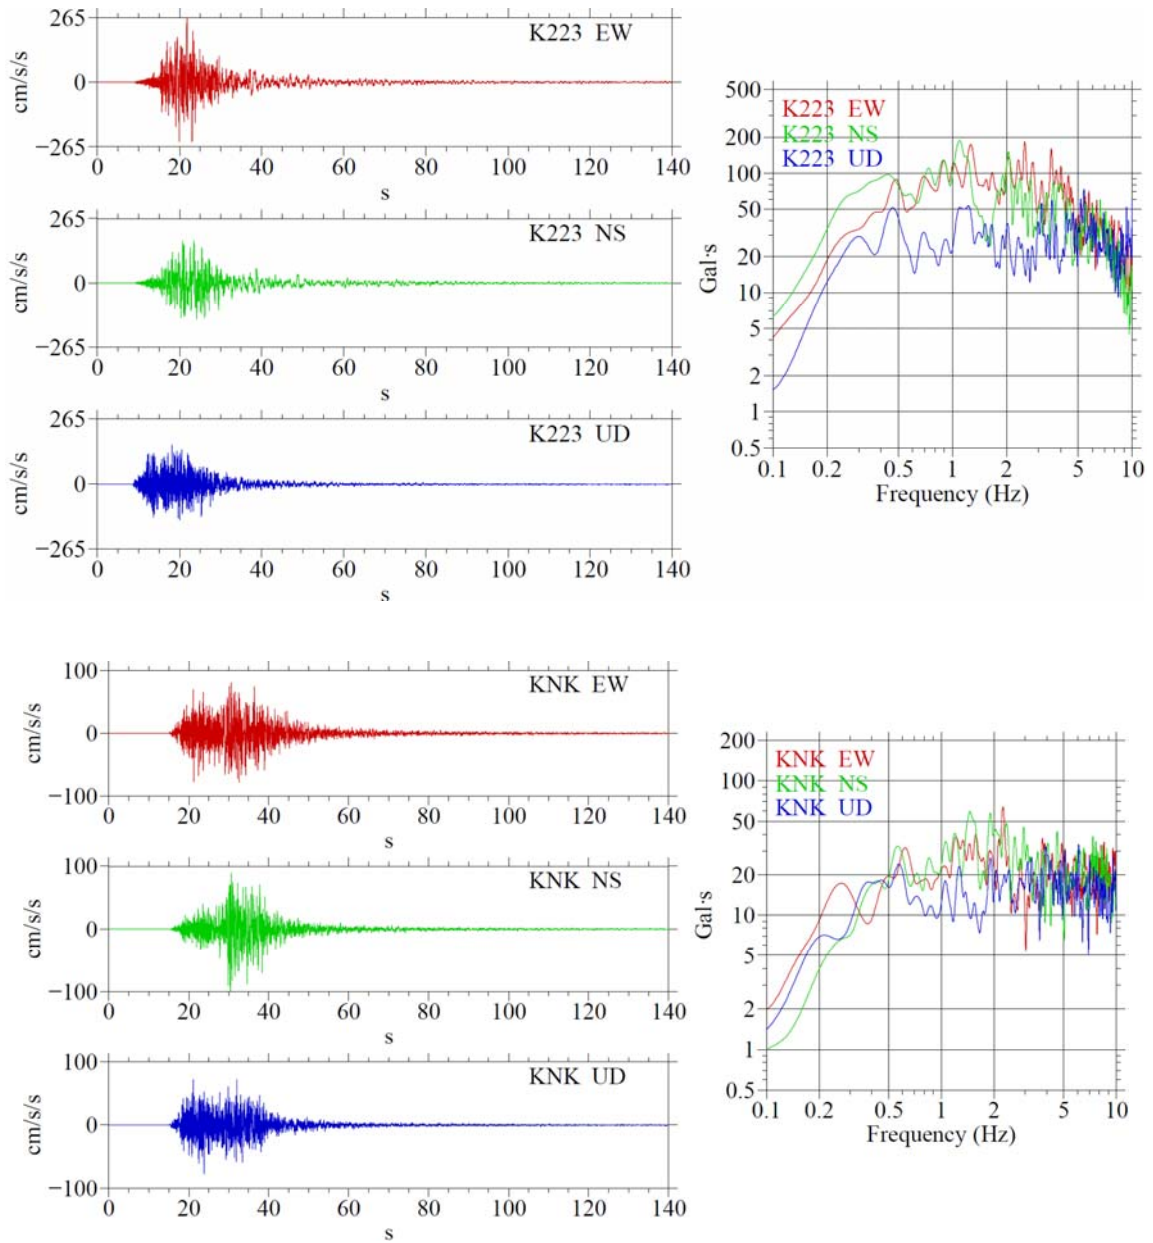 265
K223 EW
cm/s/s
0
−265
0 20 40 60 80 100 120 140
s
265
K223 NS
cm/s/s
0
−265
0 20 40 60 80 100 120 140
s
265
K223 UD
cm/s/s
0
−265
0 20 40 60 80 100 120 140
s
500
K223 EW
200
K223 NS
K223 UD
100
50
Gal·s
20
10
5
2
1
0.5
0.1 0.2 0.5 1 2 5 10
Frequency (Hz)
100
KNK EW
cm/s/s
0
−100
0 20 40 60 80 100 120 140
s
100
KNK NS
cm/s/s
0
−100
0 20 40 60 80 100 120 140
s
100
KNK UD
cm/s/s
0
−100
0 20 40 60 80 100 120 140
s
200
KNK EW
100
KNK NS
KNK UD
50
20
Gal·s
10
5
2
1
0.5
0.1 0.2 0.5 1 2 5 10
Frequency (Hz)